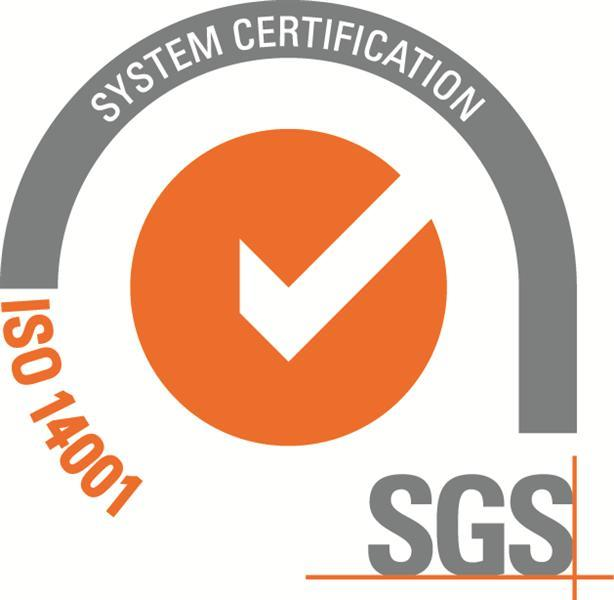 SYSTEM CERTIFICATION
ISO 14001
SGS